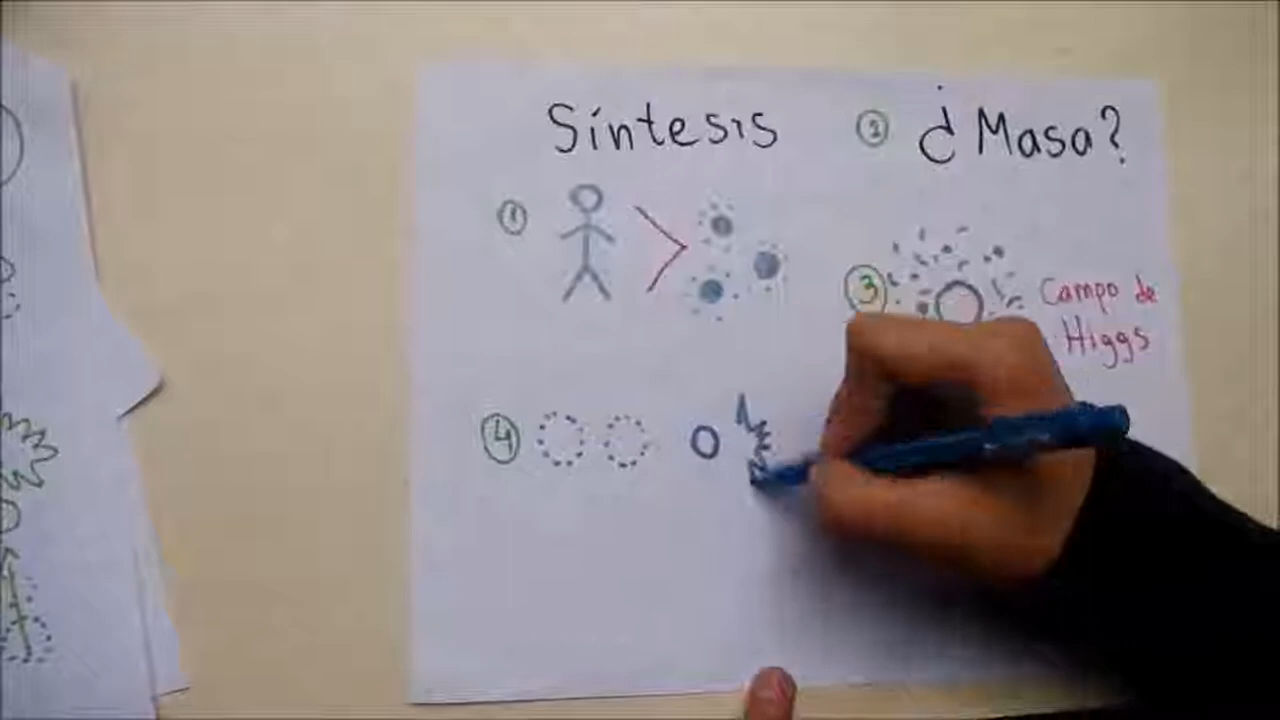 Síntesis
② ¿Masa?
①
③ Campo de
Higgs
④